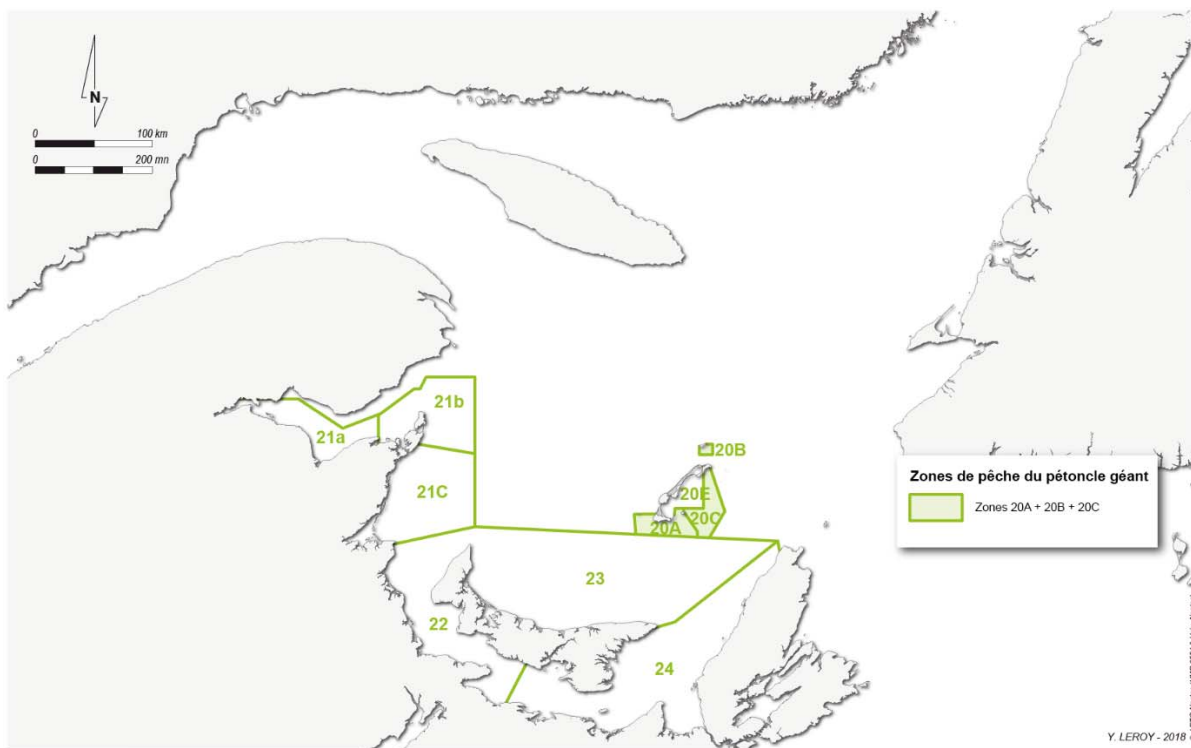 N
0 100 km
0 200 mn
21b
21a
20B
21C
20E
20C
20A
Zones de pêche du pétoncle géant
Zones 20A + 20B + 20C
23
22
24
Y. LEROY - 2018